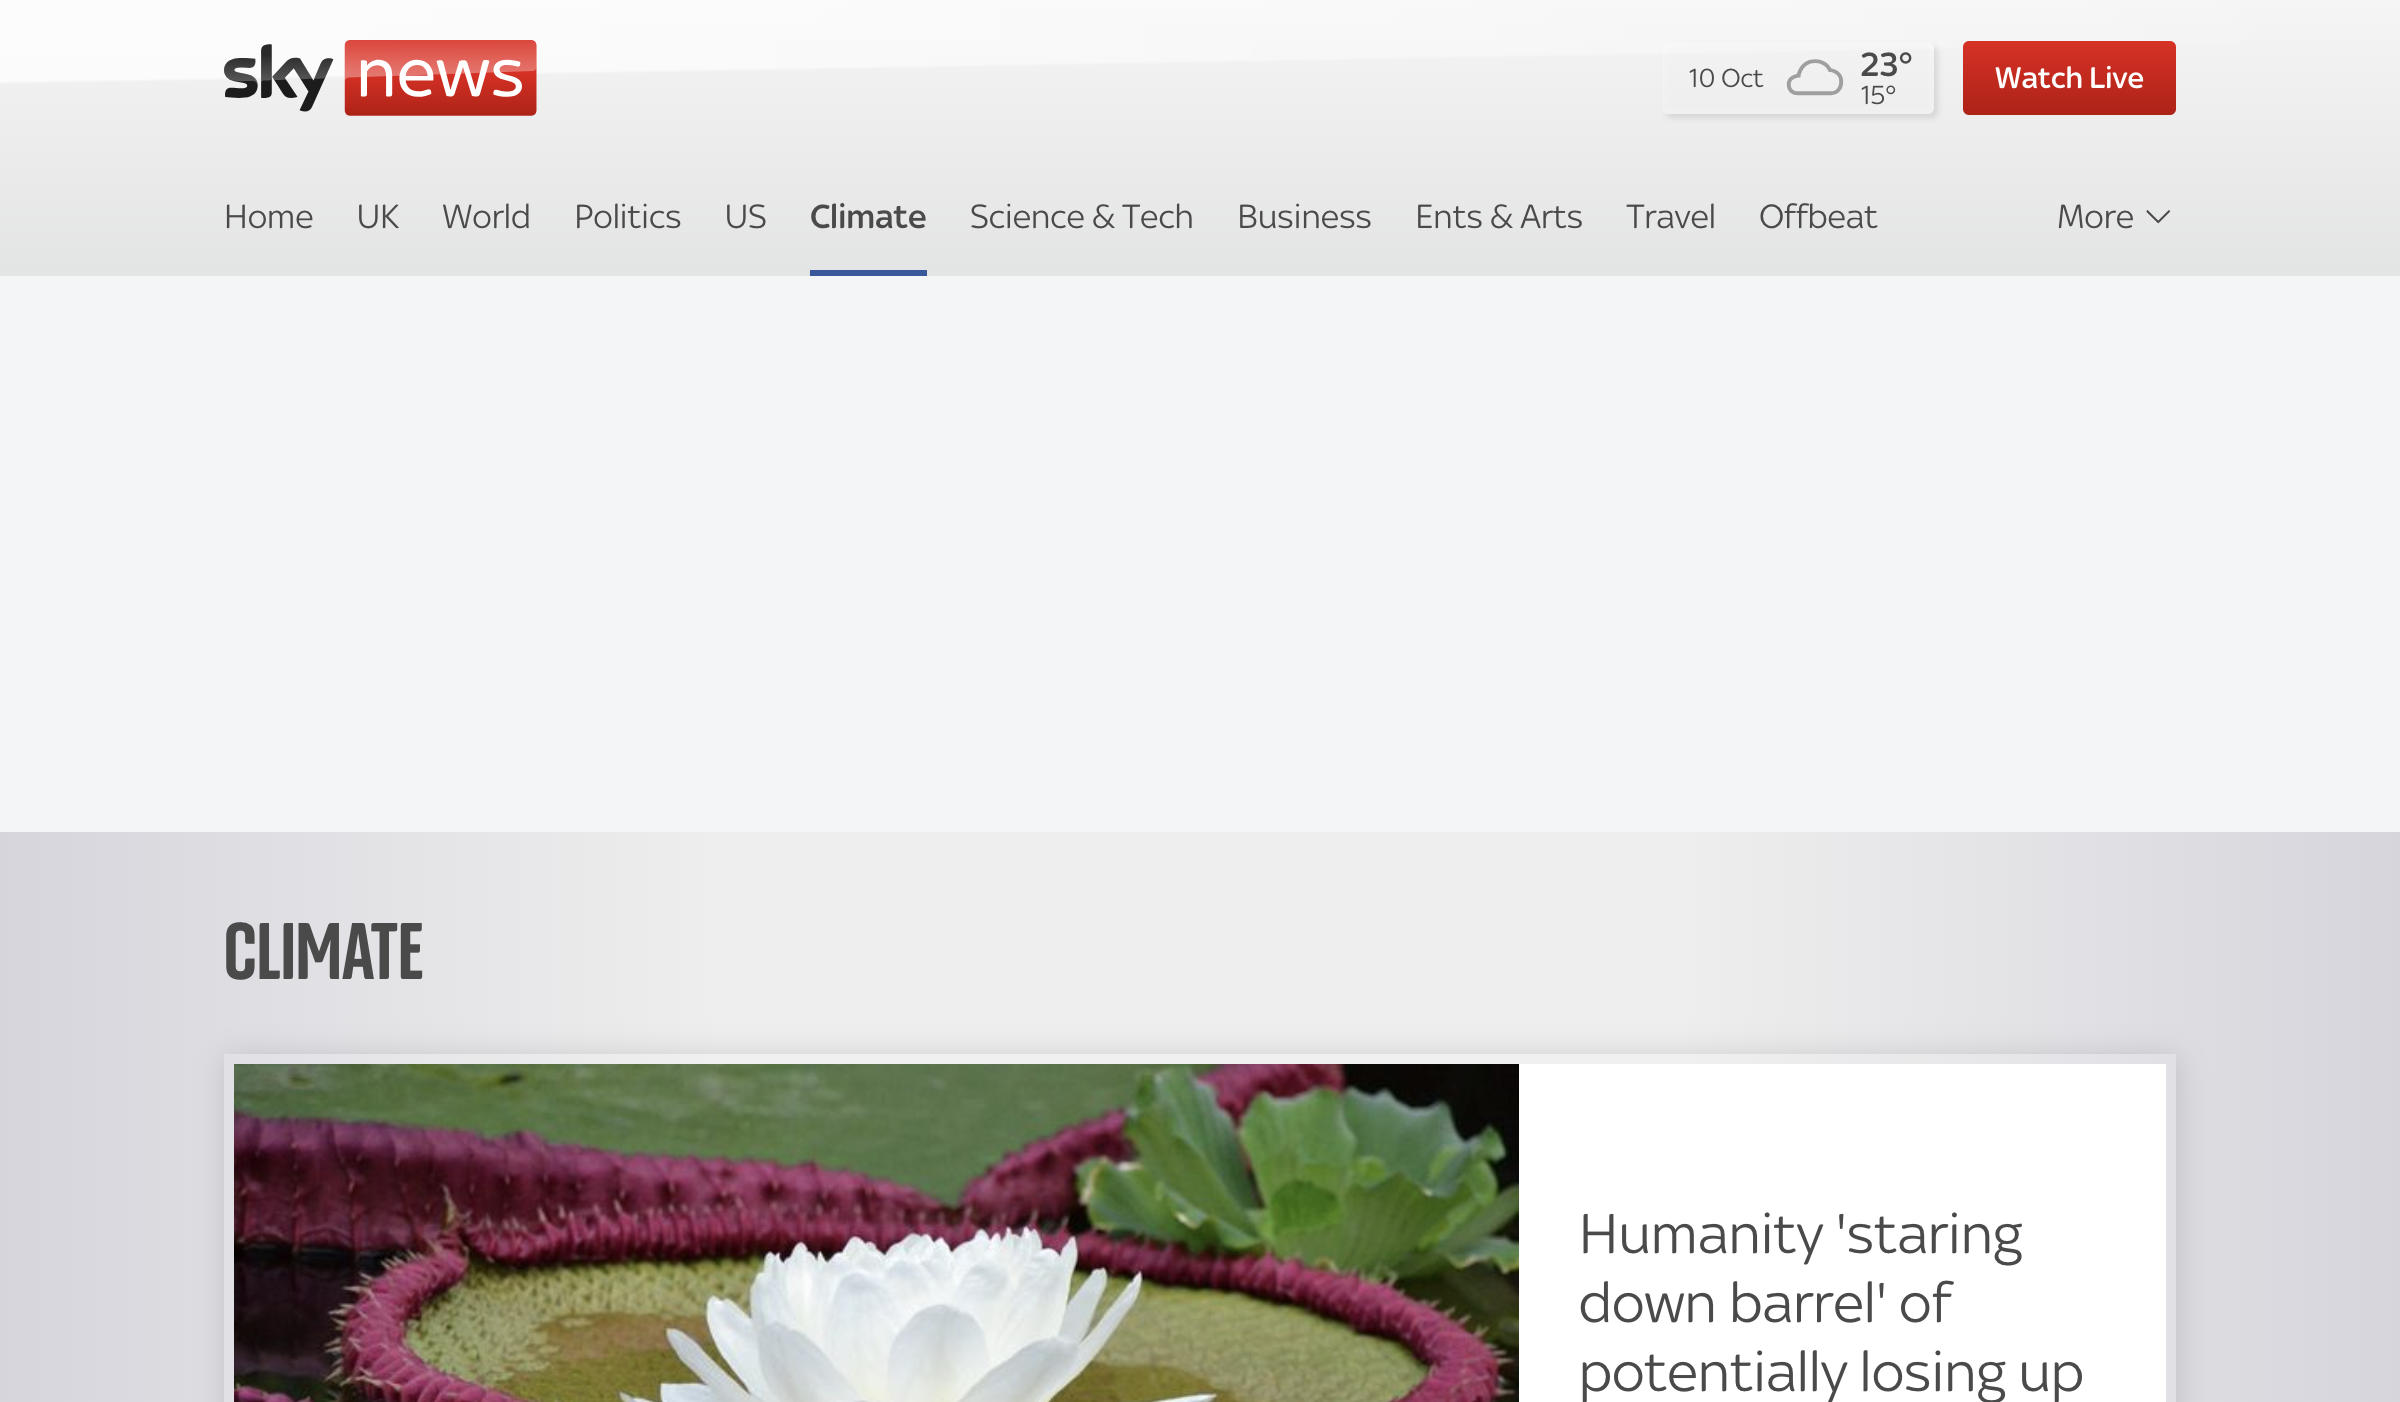 sky news
10 Oct
23°
15°
Watch Live
Home UK World Politics US Climate Science & Tech Business Ents & Arts Travel Offbeat More
CLIMATE
Humanity 'staring
down barrel' of
potentially losing up